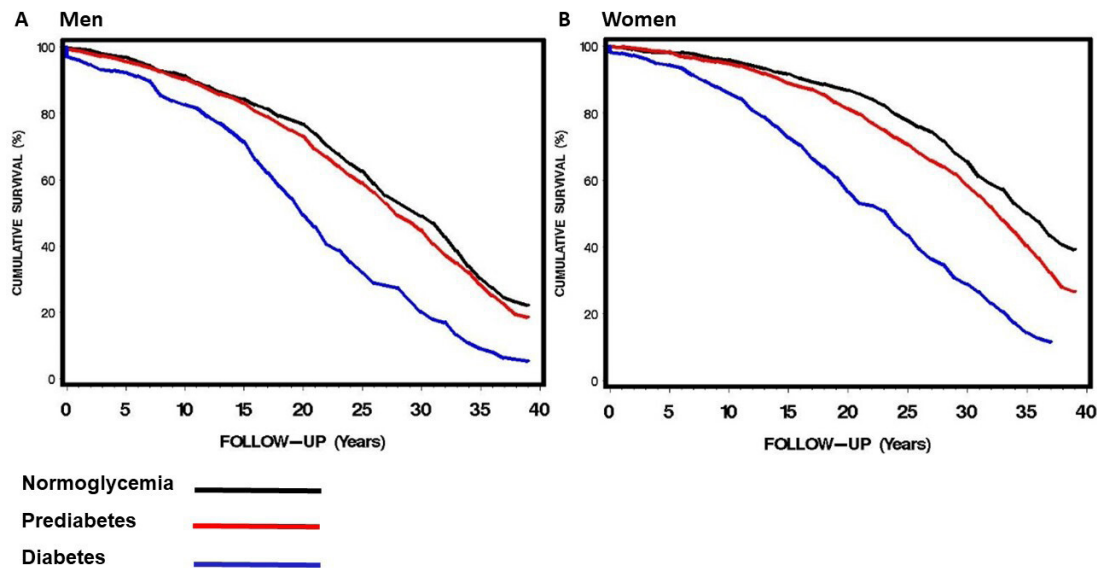 A Men
CUMULATIVE SURVIVAL (%)
100
80
60
40
20
0
0 5 10 15 20 25 30 35 40
FOLLOW-UP (Years)
B Women
CUMULATIVE SURVIVAL (%)
100
80
60
40
20
0
0 5 10 15 20 25 30 35 40
FOLLOW-UP (Years)
Normoglycemia
Prediabetes
Diabetes